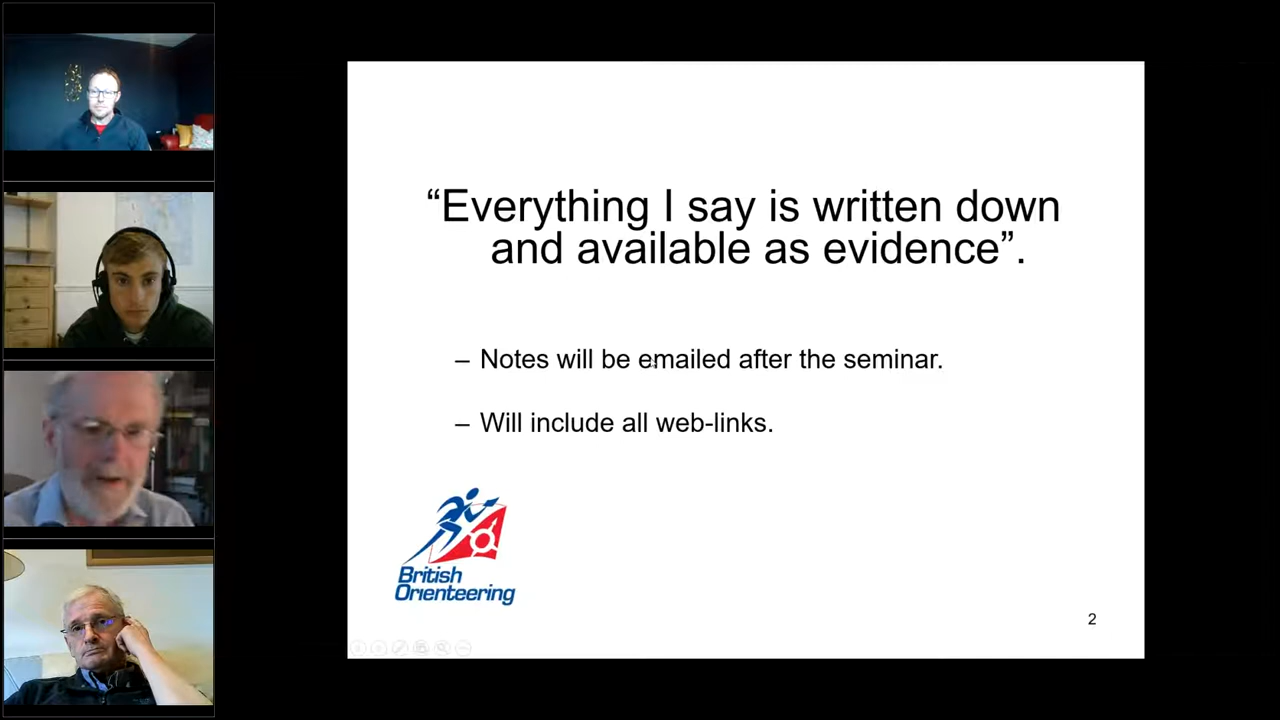 “Everything I say is written down
and available as evidence”.
– Notes will be emailed after the seminar.
– Will include all web-links.
British
Orienteering
2